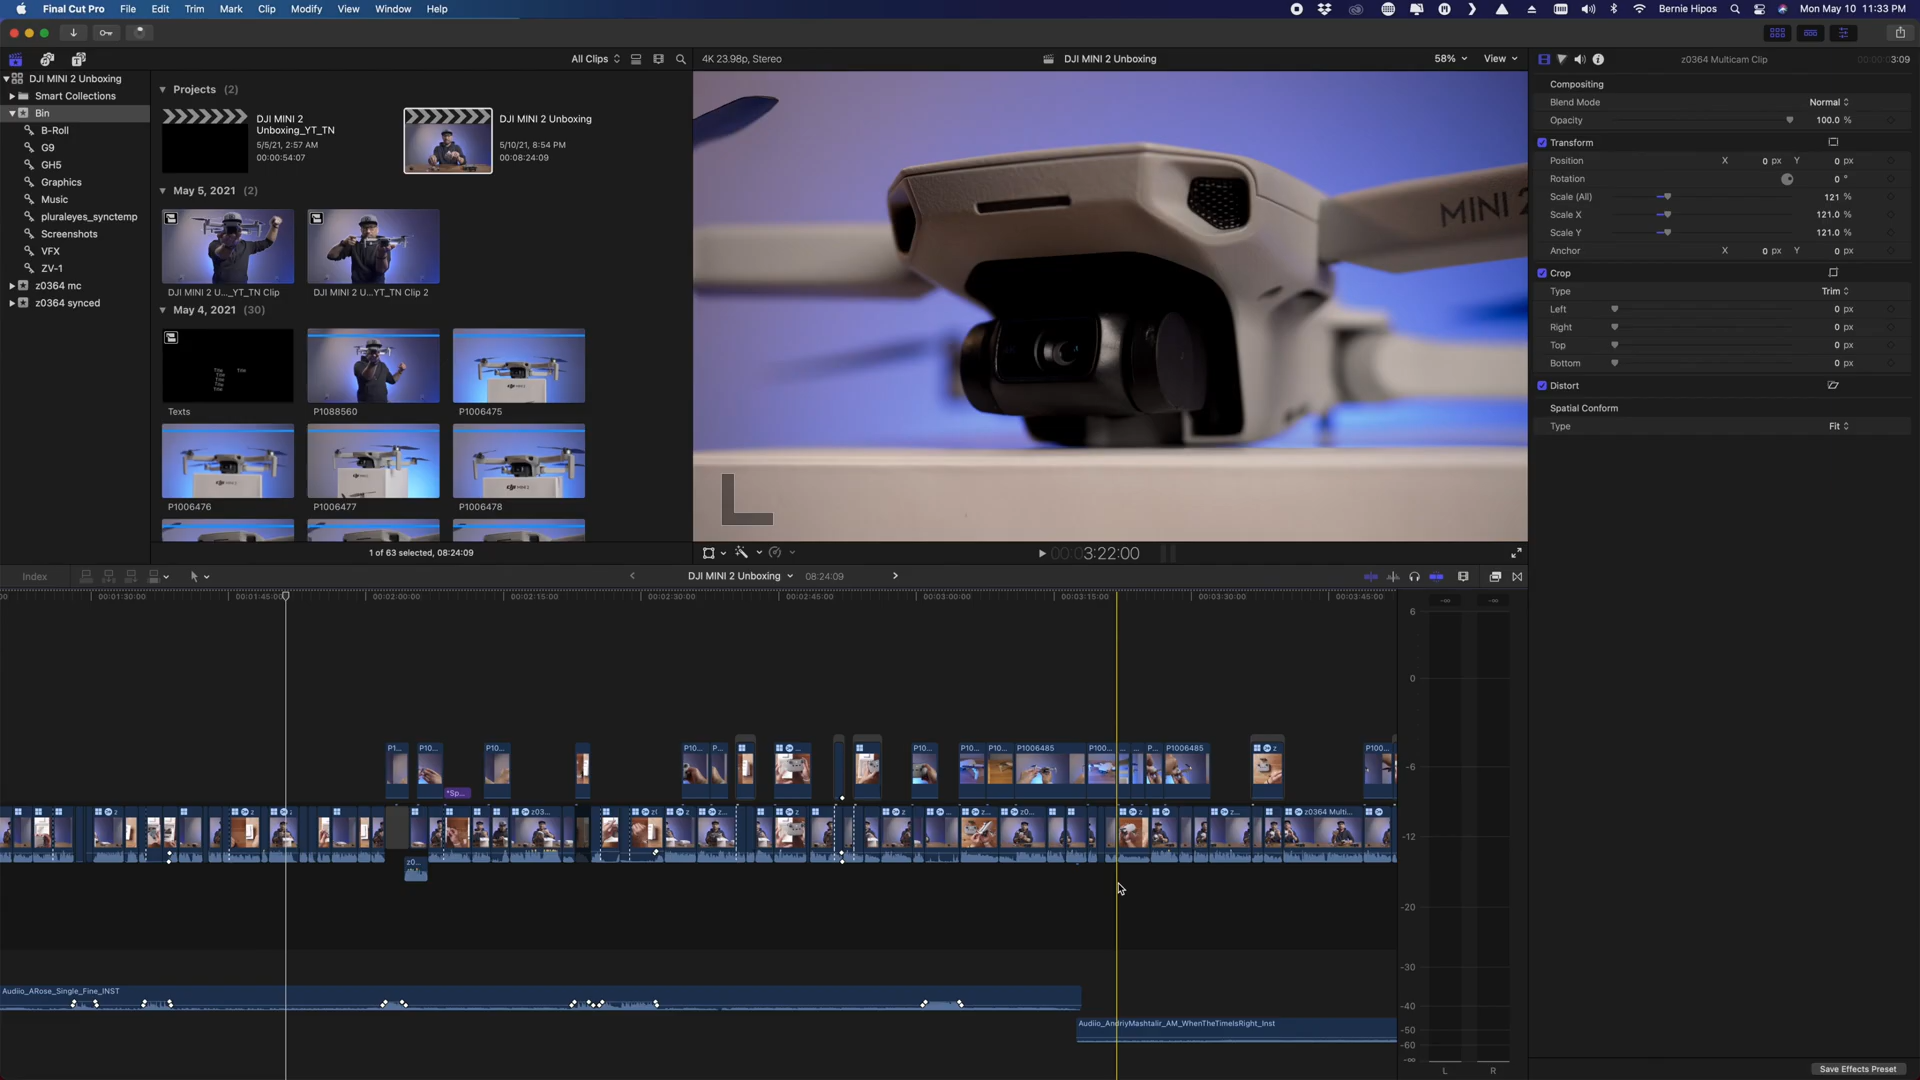 Final Cut Pro File Edit Trim Mark Clip Modify View Window Help
Bernie Hipos Mon May 10 11:33 PM
All Clips
4K 23.98p, Stereo DJI MINI 2 Unboxing 58% View
z0364 Multicam Clip 00:00:03:09
DJI MINI 2 Unboxing
Smart Collections
Bin
B-Roll
G9
GH5
Graphics
Music
pluraleyes_synctemp
Screenshots
VFX
ZV-1
z0364 mc
z0364 synced
Projects (2)
DJI MINI 2
Unboxing_YT_TN
5/5/21, 2:57 AM
00:00:54:07
DJI MINI 2 Unboxing
5/10/21, 8:54 PM
00:08:24:09
May 5, 2021 (2)
DJI MINI 2 U..._YT_TN Clip
DJI MINI 2 U...YT_TN Clip 2
May 4, 2021 (30)
Texts
P1088560
P1006475
P1006476
P1006477
P1006478
1 of 63 selected, 08:24:09
MINI 2
00:00:03:22:00
Compositing
Blend Mode Normal
Opacity 100.0 %
Transform
Position X 0 px Y 0 px
Rotation 0 °
Scale (All) 121 %
Scale X 121.0 %
Scale Y 121.0 %
Anchor X 0 px Y 0 px
Crop
Type Trim
Left 0 px
Right 0 px
Top 0 px
Bottom 0 px
Distort
Spatial Conform
Type Fit
Index
DJI MINI 2 Unboxing 08:24:09
00:01:30:00 00:01:45:00 00:02:00:00 00:02:15:00 00:02:30:00 00:02:45:00 00:03:00:00 00:03:15:00 00:03:30:00 00:03:45:00
P1... P10... P10... P10... P... P10... P10... P10... P1006485 P100... ... ... P... P1006485 z P100...
*Sp...
z03... z... z0... z... z0364 Multi...
z0...
Audiio_ARose_Single_Fine_INST
Audiio_AndriyMashtalir_AM_WhenTheTimeIsRight_Inst
6
0
-6
-12
-20
-30
-40
-50
-60
-∞
L R
Save Effects Preset